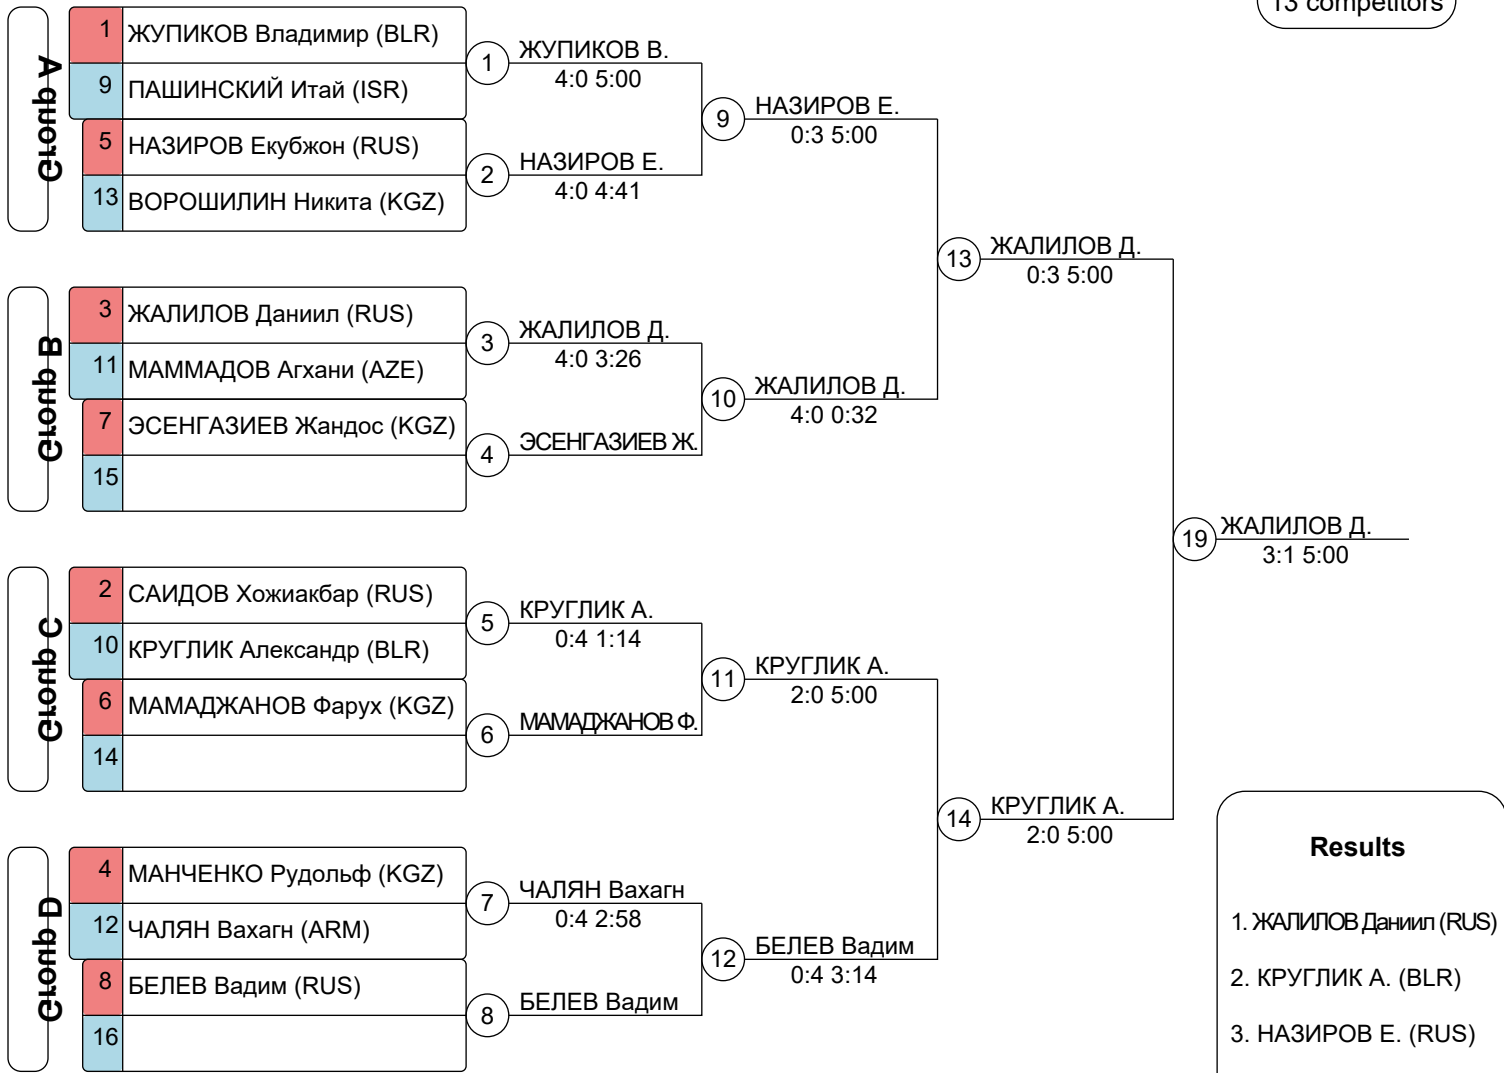 13 competitors
Group A
1 ЖУПИКОВ Владимир (BLR)
9 ПАШИНСКИЙ Итай (ISR)
5 НАЗИРОВ Екубжон (RUS)
13 ВОРОШИЛИН Никита (KGZ)
1 ЖУПИКОВ В.
4:0 5:00
2 НАЗИРОВ Е.
4:0 4:41
9 НАЗИРОВ Е.
0:3 5:00
Group B
3 ЖАЛИЛОВ Даниил (RUS)
11 МАММАДОВ Агхани (AZE)
7 ЭСЕНГАЗИЕВ Жандос (KGZ)
15
3 ЖАЛИЛОВ Д.
4:0 3:26
4 ЭСЕНГАЗИЕВ Ж.
10 ЖАЛИЛОВ Д.
4:0 0:32
13 ЖАЛИЛОВ Д.
0:3 5:00
Group C
2 САИДОВ Хожиакбар (RUS)
10 КРУГЛИК Александр (BLR)
6 МАМАДЖАНОВ Фарух (KGZ)
14
5 КРУГЛИК А.
0:4 1:14
6 МАМАДЖАНОВ Ф.
11 КРУГЛИК А.
2:0 5:00
Group D
4 МАНЧЕНКО Рудольф (KGZ)
12 ЧАЛЯН Вахагн (ARM)
8 БЕЛЕВ Вадим (RUS)
16
7 ЧАЛЯН Вахагн
0:4 2:58
8 БЕЛЕВ Вадим
12 БЕЛЕВ Вадим
0:4 3:14
14 КРУГЛИК А.
2:0 5:00
19 ЖАЛИЛОВ Д.
3:1 5:00
Results
1. ЖАЛИЛОВ Даниил (RUS)
2. КРУГЛИК А. (BLR)
3. НАЗИРОВ Е. (RUS)